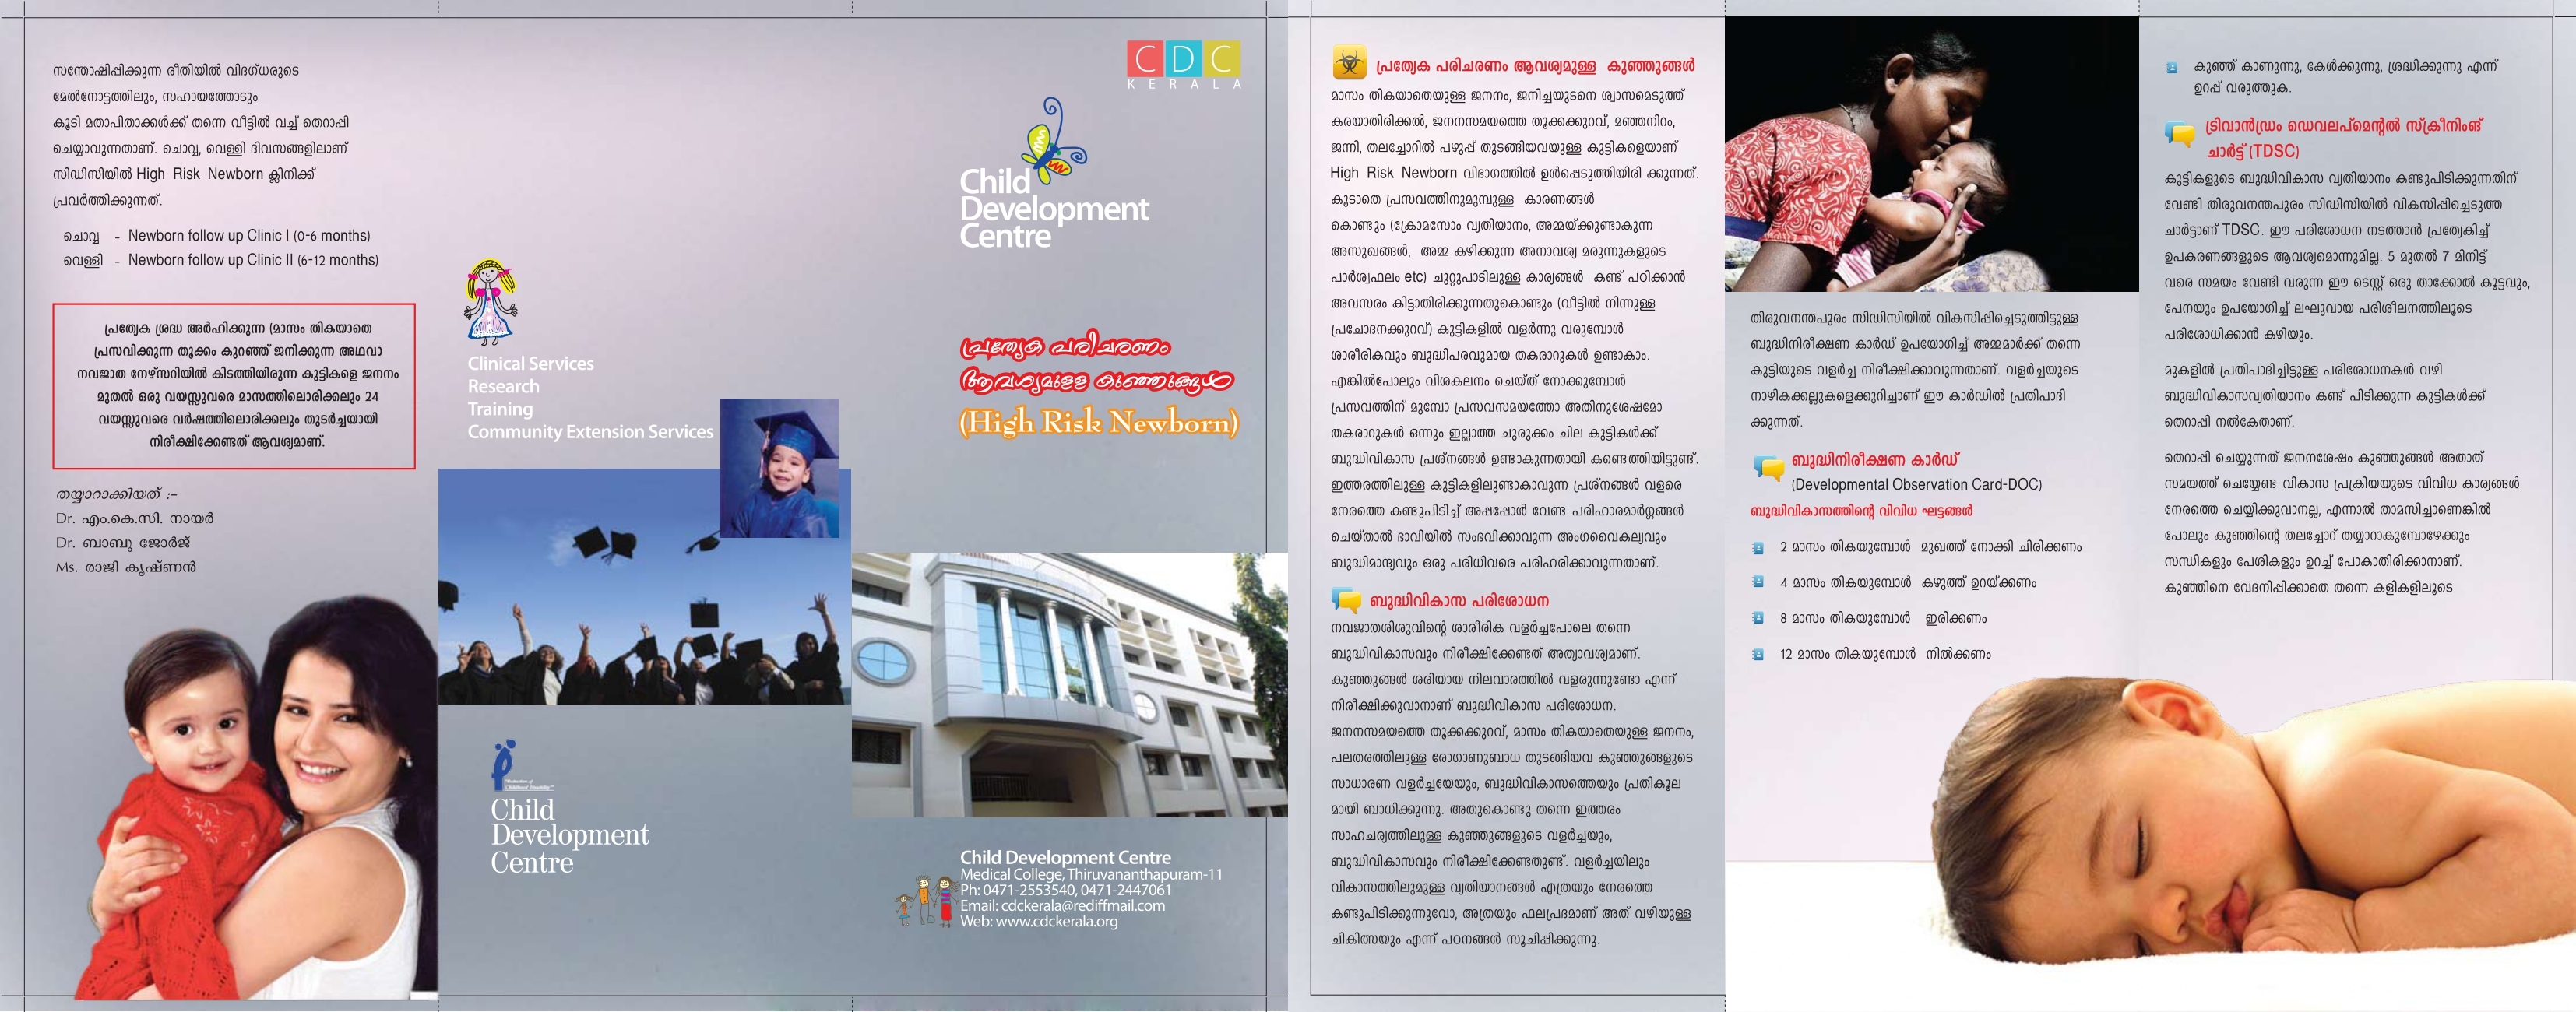 സന്തോഷിപ്പിക്കുന്ന രീതിയിൽ വിദഗ്ധരുടെ
മേൽനോട്ടത്തിലും, സഹായത്തോടും
കൂടി മതാപിതാക്കൾക്ക് തന്നെ വീട്ടിൽ വച്ച് തെറാപ്പി
ചെയ്യാവുന്നതാണ്. ചൊവ്വ, വെള്ളി ദിവസങ്ങളിലാണ്
സിഡിസിയിൽ High Risk Newborn ക്ലിനിക്ക്
പ്രവർത്തിക്കുന്നത്.
ചൊവ്വ - Newborn follow up Clinic I (0-6 months)
വെള്ളി - Newborn follow up Clinic II (6-12 months)
പ്രത്യേക ശ്രദ്ധ അർഹിക്കുന്ന (മാസം തികയാതെ
പ്രസവിക്കുന്ന തൂക്കം കുറഞ്ഞ് ജനിക്കുന്ന അഥവാ
നവജാത നേഴ്സറിയിൽ കിടത്തിയിരുന്ന കുട്ടികളെ ജനനം
മുതൽ ഒരു വയസ്സുവരെ മാസത്തിലൊരിക്കലും 24
വയസ്സുവരെ വർഷത്തിലൊരിക്കലും തുടർച്ചയായി
നിരീക്ഷിക്കേണ്ടത് ആവശ്യമാണ്.
തയ്യാറാക്കിയത് :-
Dr. എം.കെ.സി. നായർ
Dr. ബാബു ജോർജ്
Ms. രാജി കൃഷ്ണൻ
Clinical Services
Research
Training
Community Extension Services
"Reduction of
Childhood Disability"
Child
Development
Centre
CDC
KERALA
Child
Development
Centre
പ്രത്യേക പരിചരണം
ആവശ്യമുളള കുഞ്ഞുങ്ങൾ
(High Risk Newborn)
Child Development Centre
Medical College, Thiruvananthapuram-11
Ph: 0471-2553540, 0471-2447061
Email: cdckerala@rediffmail.com
Web: www.cdckerala.org
പ്രത്യേക പരിചരണം ആവശ്യമുള്ള കുഞ്ഞുങ്ങൾ
മാസം തികയാതെയുള്ള ജനനം, ജനിച്ചയുടനെ ശ്വാസമെടുത്ത്
കരയാതിരിക്കൽ, ജനനസമയത്തെ തൂക്കക്കുറവ്, മഞ്ഞനിറം,
ജന്നി, തലച്ചോറിൽ പഴുപ്പ് തുടങ്ങിയവയുള്ള കുട്ടികളെയാണ്
High Risk Newborn വിഭാഗത്തിൽ ഉൾപ്പെടുത്തിയിരി ക്കുന്നത്.
കൂടാതെ പ്രസവത്തിനുമുമ്പുള്ള കാരണങ്ങൾ
കൊണ്ടും (ക്രോമസോം വ്യതിയാനം, അമ്മയ്ക്കുണ്ടാകുന്ന
അസുഖങ്ങൾ, അമ്മ കഴിക്കുന്ന അനാവശ്യ മരുന്നുകളുടെ
പാർശ്വഫലം etc) ചുറ്റുപാടിലുള്ള കാര്യങ്ങൾ കണ്ട് പഠിക്കാൻ
അവസരം കിട്ടാതിരിക്കുന്നതുകൊണ്ടും (വീട്ടിൽ നിന്നുള്ള
പ്രചോദനക്കുറവ്) കുട്ടികളിൽ വളർന്നു വരുമ്പോൾ
ശാരീരികവും ബുദ്ധിപരവുമായ തകരാറുകൾ ഉണ്ടാകാം.
എങ്കിൽപോലും വിശകലനം ചെയ്ത് നോക്കുമ്പോൾ
പ്രസവത്തിന് മുമ്പോ പ്രസവസമയത്തോ അതിനുശേഷമോ
തകരാറുകൾ ഒന്നും ഇല്ലാത്ത ചുരുക്കം ചില കുട്ടികൾക്ക്
ബുദ്ധിവികാസ പ്രശ്നങ്ങൾ ഉണ്ടാകുന്നതായി കണ്ടെത്തിയിട്ടുണ്ട്.
ഇത്തരത്തിലുള്ള കുട്ടികളിലുണ്ടാകാവുന്ന പ്രശ്നങ്ങൾ വളരെ
നേരത്തെ കണ്ടുപിടിച്ച് അപ്പപ്പോൾ വേണ്ട പരിഹാരമാർഗ്ഗങ്ങൾ
ചെയ്താൽ ഭാവിയിൽ സംഭവിക്കാവുന്ന അംഗവൈകല്യവും
ബുദ്ധിമാന്ദ്യവും ഒരു പരിധിവരെ പരിഹരിക്കാവുന്നതാണ്.
ബുദ്ധിവികാസ പരിശോധന
നവജാതശിശുവിന്റെ ശാരീരിക വളർച്ചപോലെ തന്നെ
ബുദ്ധിവികാസവും നിരീക്ഷിക്കേണ്ടത് അത്യാവശ്യമാണ്.
കുഞ്ഞുങ്ങൾ ശരിയായ നിലവാരത്തിൽ വളരുന്നുണ്ടോ എന്ന്
നിരീക്ഷിക്കുവാനാണ് ബുദ്ധിവികാസ പരിശോധന.
ജനനസമയത്തെ തൂക്കക്കുറവ്, മാസം തികയാതെയുള്ള ജനനം,
പലതരത്തിലുള്ള രോഗാണുബാധ തുടങ്ങിയവ കുഞ്ഞുങ്ങളുടെ
സാധാരണ വളർച്ചയേയും, ബുദ്ധിവികാസത്തെയും പ്രതികൂല
മായി ബാധിക്കുന്നു. അതുകൊണ്ടു തന്നെ ഇത്തരം
സാഹചര്യത്തിലുള്ള കുഞ്ഞുങ്ങളുടെ വളർച്ചയും,
ബുദ്ധിവികാസവും നിരീക്ഷിക്കേണ്ടതുണ്ട്. വളർച്ചയിലും
വികാസത്തിലുമുള്ള വ്യതിയാനങ്ങൾ എത്രയും നേരത്തെ
കണ്ടുപിടിക്കുന്നുവോ, അത്രയും ഫലപ്രദമാണ് അത് വഴിയുള്ള
ചികിത്സയും എന്ന് പഠനങ്ങൾ സൂചിപ്പിക്കുന്നു.
തിരുവനന്തപുരം സിഡിസിയിൽ വികസിപ്പിച്ചെടുത്തിട്ടുള്ള
ബുദ്ധിനിരീക്ഷണ കാർഡ് ഉപയോഗിച്ച് അമ്മമാർക്ക് തന്നെ
കുട്ടിയുടെ വളർച്ച നിരീക്ഷിക്കാവുന്നതാണ്. വളർച്ചയുടെ
നാഴികക്കല്ലുകളെക്കുറിച്ചാണ് ഈ കാർഡിൽ പ്രതിപാദി
ക്കുന്നത്.
ബുദ്ധിനിരീക്ഷണ കാർഡ്
(Developmental Observation Card-DOC)
ബുദ്ധിവികാസത്തിന്റെ വിവിധ ഘട്ടങ്ങൾ
2 മാസം തികയുമ്പോൾ മുഖത്ത് നോക്കി ചിരിക്കണം
4 മാസം തികയുമ്പോൾ കഴുത്ത് ഉറയ്ക്കണം
8 മാസം തികയുമ്പോൾ ഇരിക്കണം
12 മാസം തികയുമ്പോൾ നിൽക്കണം
കുഞ്ഞ് കാണുന്നു, കേൾക്കുന്നു, ശ്രദ്ധിക്കുന്നു എന്ന്
ഉറപ്പ് വരുത്തുക.
ട്രിവാൻഡ്രം ഡെവലപ്മെന്റൽ സ്ക്രീനിംങ്
ചാർട്ട് (TDSC)
കുട്ടികളുടെ ബുദ്ധിവികാസ വ്യതിയാനം കണ്ടുപിടിക്കുന്നതിന്
വേണ്ടി തിരുവനന്തപുരം സിഡിസിയിൽ വികസിപ്പിച്ചെടുത്ത
ചാർട്ടാണ് TDSC. ഈ പരിശോധന നടത്താൻ പ്രത്യേകിച്ച്
ഉപകരണങ്ങളുടെ ആവശ്യമൊന്നുമില്ല. 5 മുതൽ 7 മിനിട്ട്
വരെ സമയം വേണ്ടി വരുന്ന ഈ ടെസ്റ്റ് ഒരു താക്കോൽ കൂട്ടവും,
പേനയും ഉപയോഗിച്ച് ലഘുവായ പരിശീലനത്തിലൂടെ
പരിശോധിക്കാൻ കഴിയും.
മുകളിൽ പ്രതിപാദിച്ചിട്ടുള്ള പരിശോധനകൾ വഴി
ബുദ്ധിവികാസവ്യതിയാനം കണ്ട് പിടിക്കുന്ന കുട്ടികൾക്ക്
തെറാപ്പി നൽകേതാണ്.
തെറാപ്പി ചെയ്യുന്നത് ജനനശേഷം കുഞ്ഞുങ്ങൾ അതാത്
സമയത്ത് ചെയ്യേണ്ട വികാസ പ്രക്രിയയുടെ വിവിധ കാര്യങ്ങൾ
നേരത്തെ ചെയ്യിക്കുവാനല്ല, എന്നാൽ താമസിച്ചാണെങ്കിൽ
പോലും കുഞ്ഞിന്റെ തലച്ചോറ് തയ്യാറാകുമ്പോഴേക്കും
സന്ധികളും പേശികളും ഉറച്ച് പോകാതിരിക്കാനാണ്.
കുഞ്ഞിനെ വേദനിപ്പിക്കാതെ തന്നെ കളികളിലൂടെ